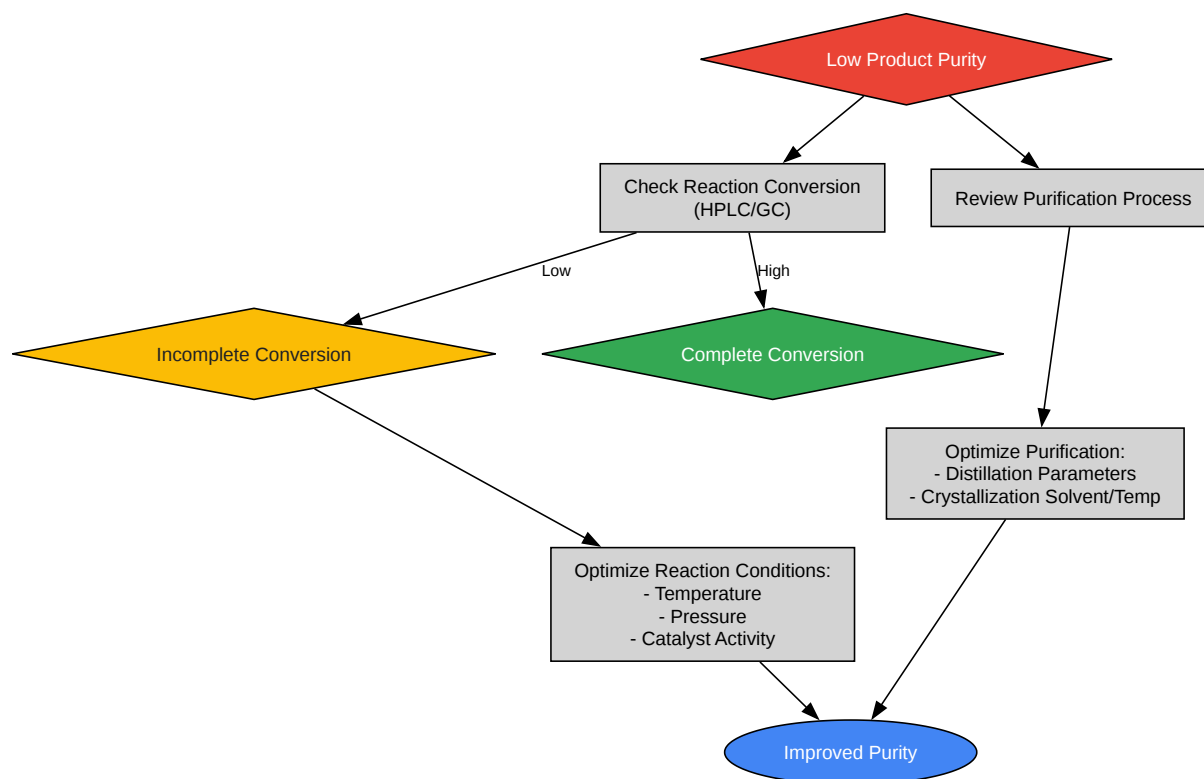 Low Product Purity
Check Reaction Conversion
(HPLC/GC)
Review Purification Process
Low
High
Incomplete Conversion
Complete Conversion
Optimize Purification:
- Distillation Parameters
- Crystallization Solvent/Temp
Optimize Reaction Conditions:
- Temperature
- Pressure
- Catalyst Activity
Improved Purity